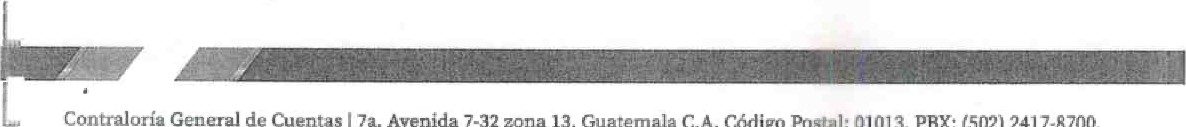 Contraloría General de Cuentas | 7a. Avenida 7-32 zona 13, Guatemala C.A. Código Postal: 01013, PBX: (502) 2417-8700.